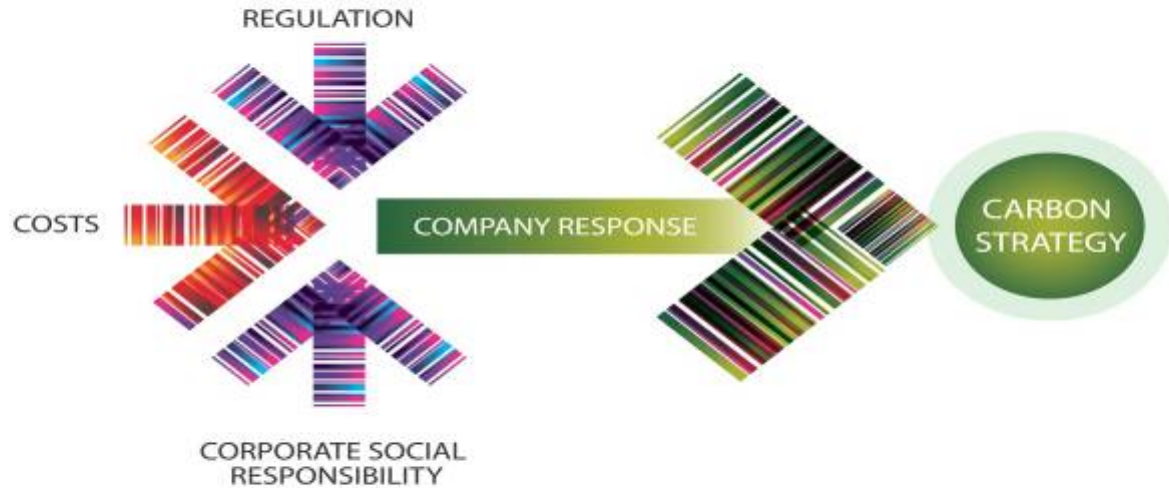 REGULATION
COSTS
COMPANY RESPONSE
CARBON
STRATEGY
CORPORATE SOCIAL
RESPONSIBILITY